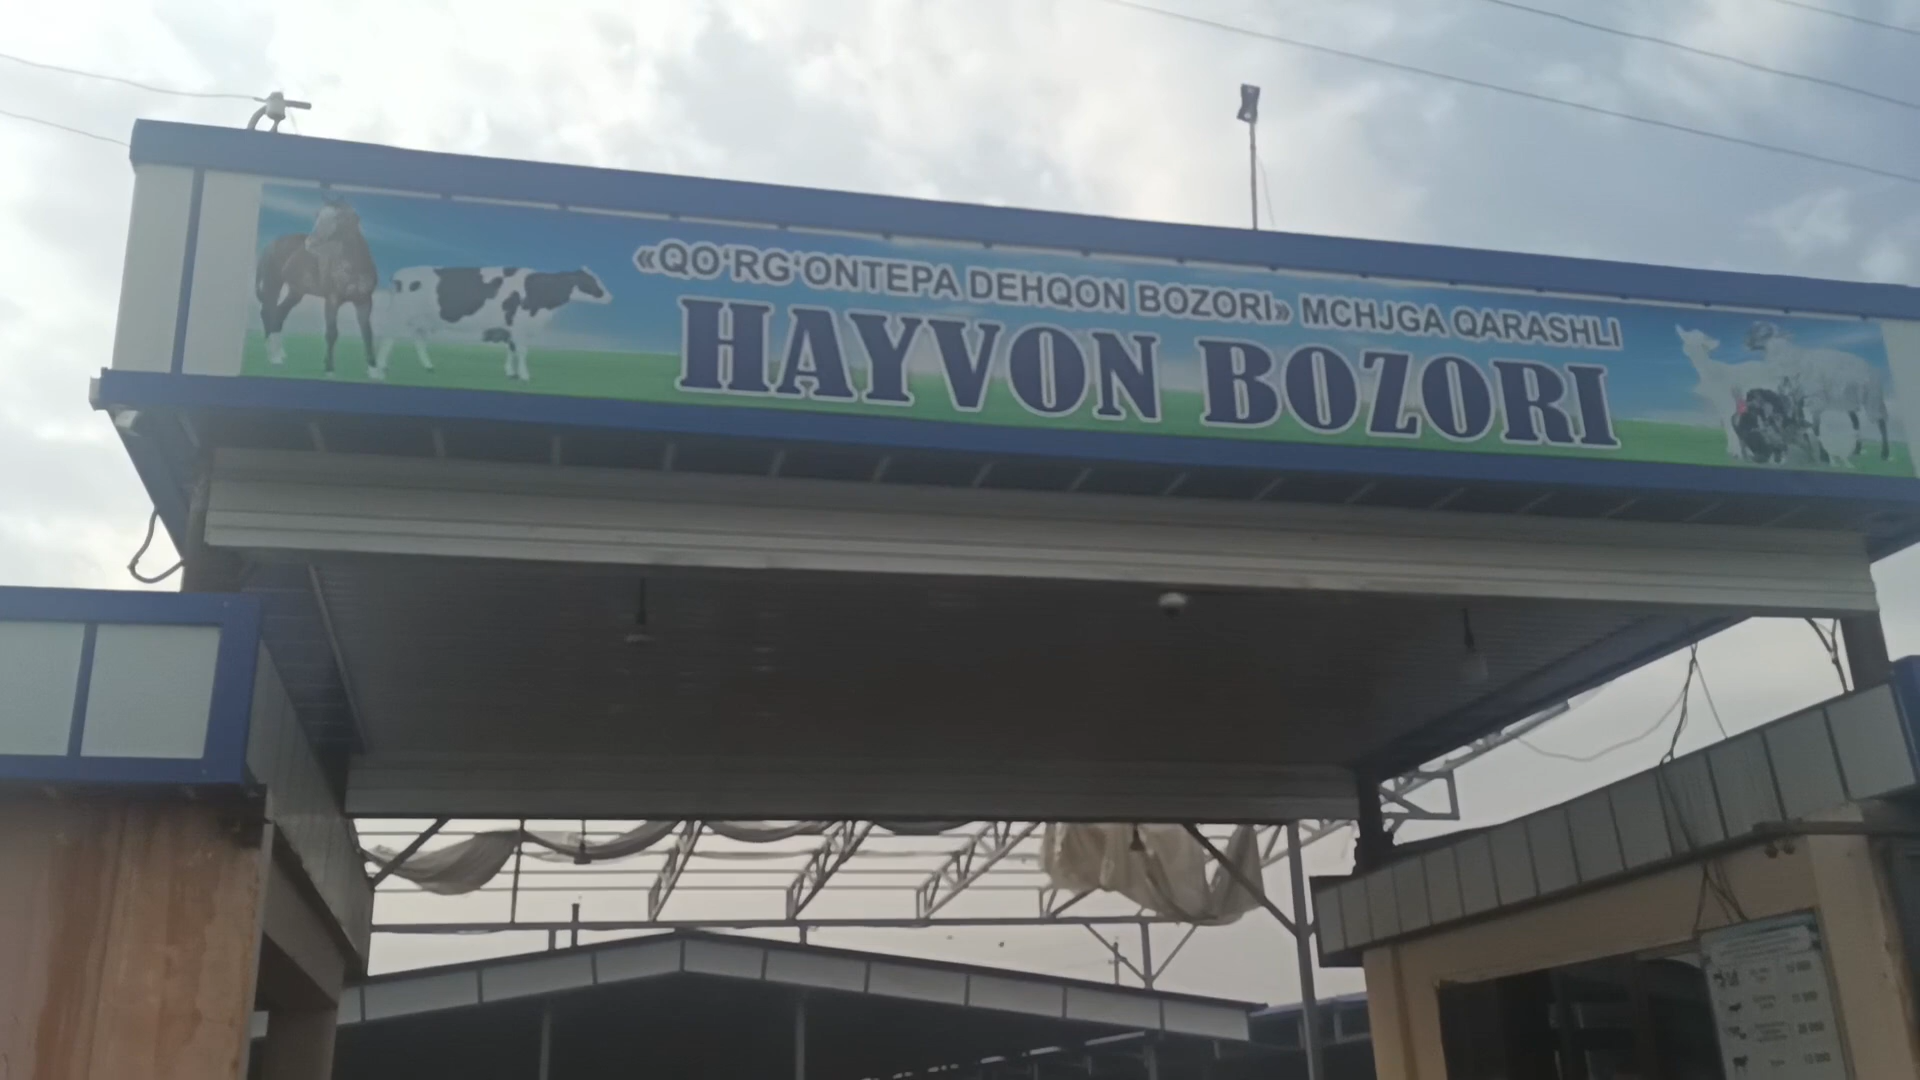 «QO‘RG‘ONTEPA DEHQON BOZORI» MCHJGA QARASHLI
HAYVON BOZORI